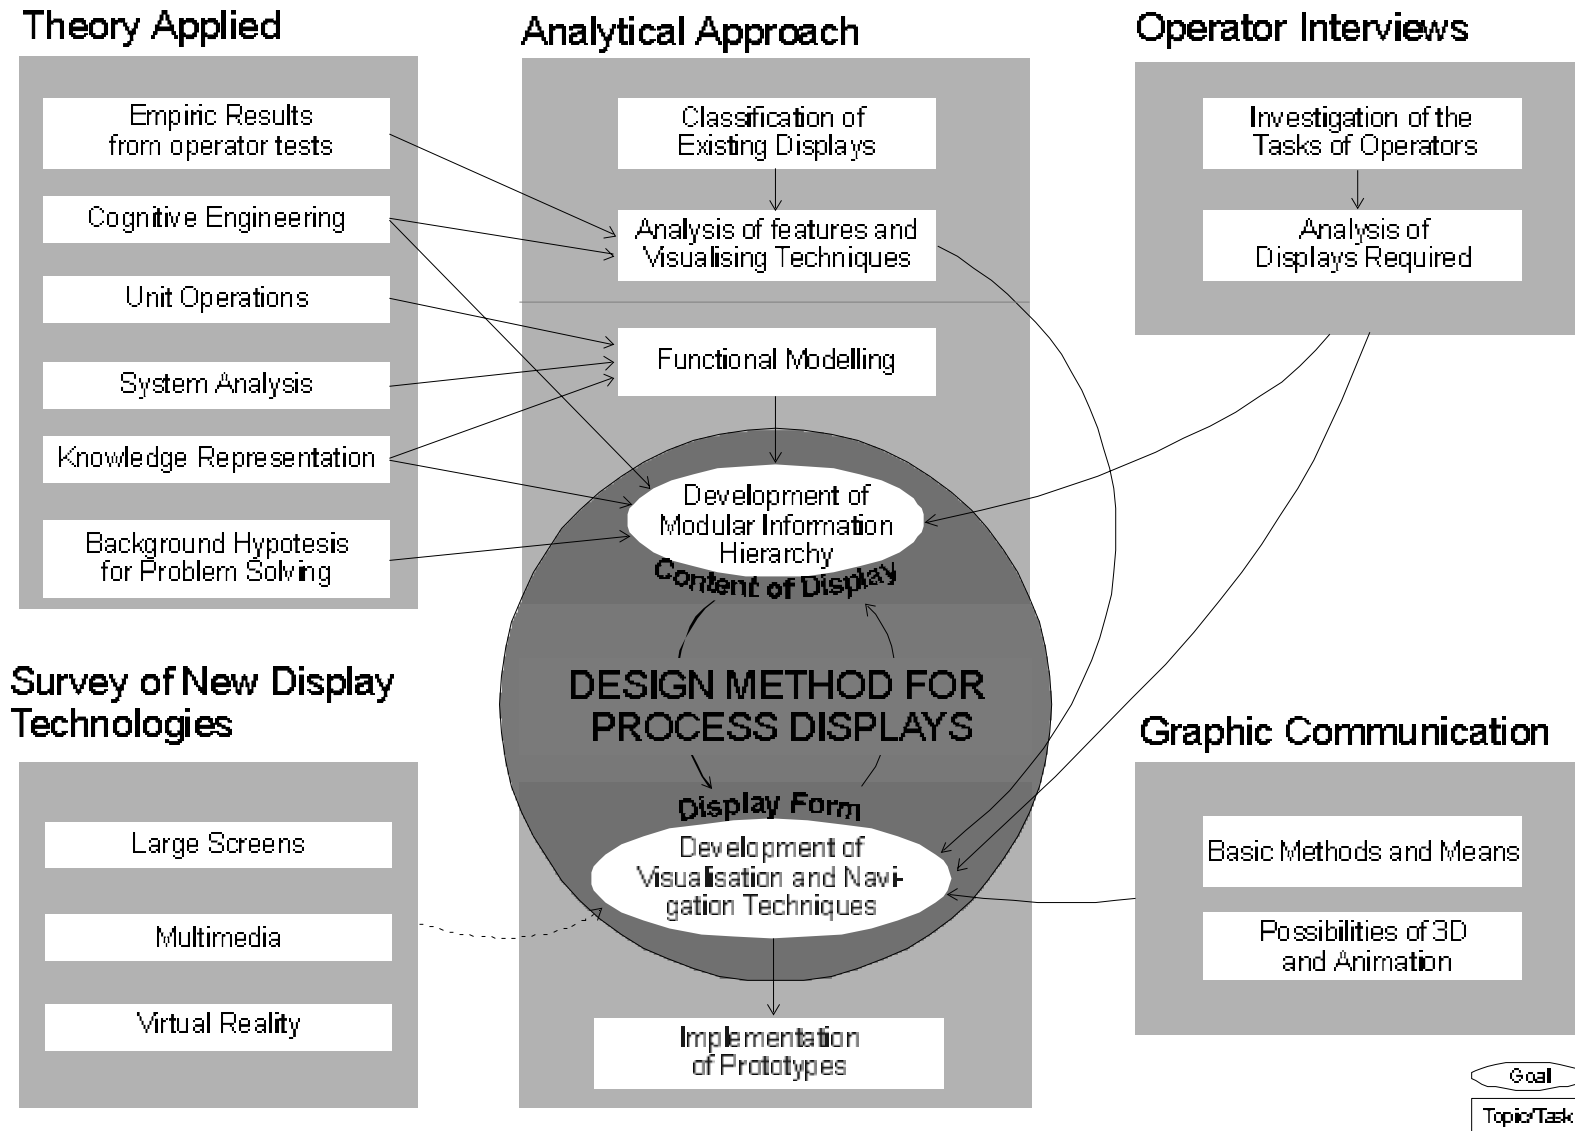 Theory Applied
Empiric Results
from operator tests
Cognitive Engineering
Unit Operations
System Analysis
Knowledge Representation
Background Hypotesis
for Problem Solving
Analytical Approach
Classification of
Existing Displays
Analysis of features and
Visualising Techniques
Functional Modelling
Development of
Modular Information
Hierarchy
Content of Display
DESIGN METHOD FOR
PROCESS DISPLAYS
Display Form
Development of
Visualisation and Navi-
gation Techniques
Implementation
of Prototypes
Operator Interviews
Investigation of the
Tasks of Operators
Analysis of
Displays Required
Survey of New Display
Technologies
Large Screens
Multimedia
Virtual Reality
Graphic Communication
Basic Methods and Means
Possibilities of 3D
and Animation
Goal
Topic/Task